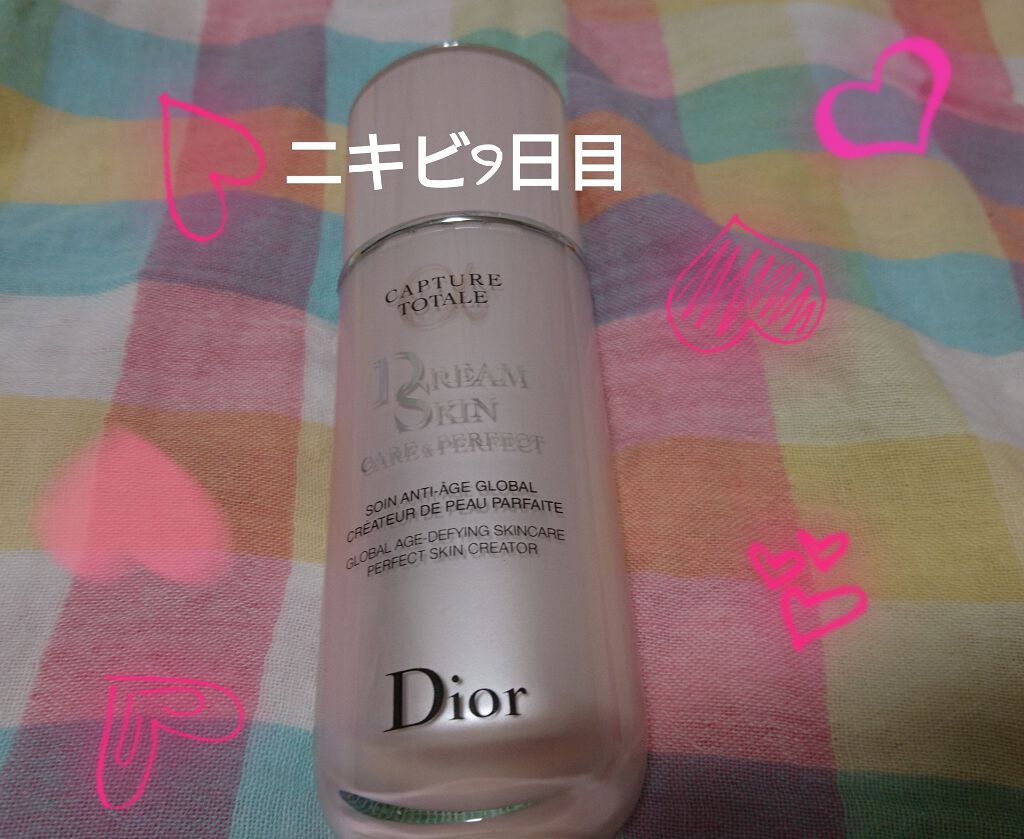 ニキビ9日目
CAPTURE
TOTALE
DREAM
SKIN
CARE & PERFECT
SOIN ANTI-ÂGE GLOBAL
CRÉATEUR DE PEAU PARFAITE
GLOBAL AGE-DEFYING SKINCARE
PERFECT SKIN CREATOR
Dior